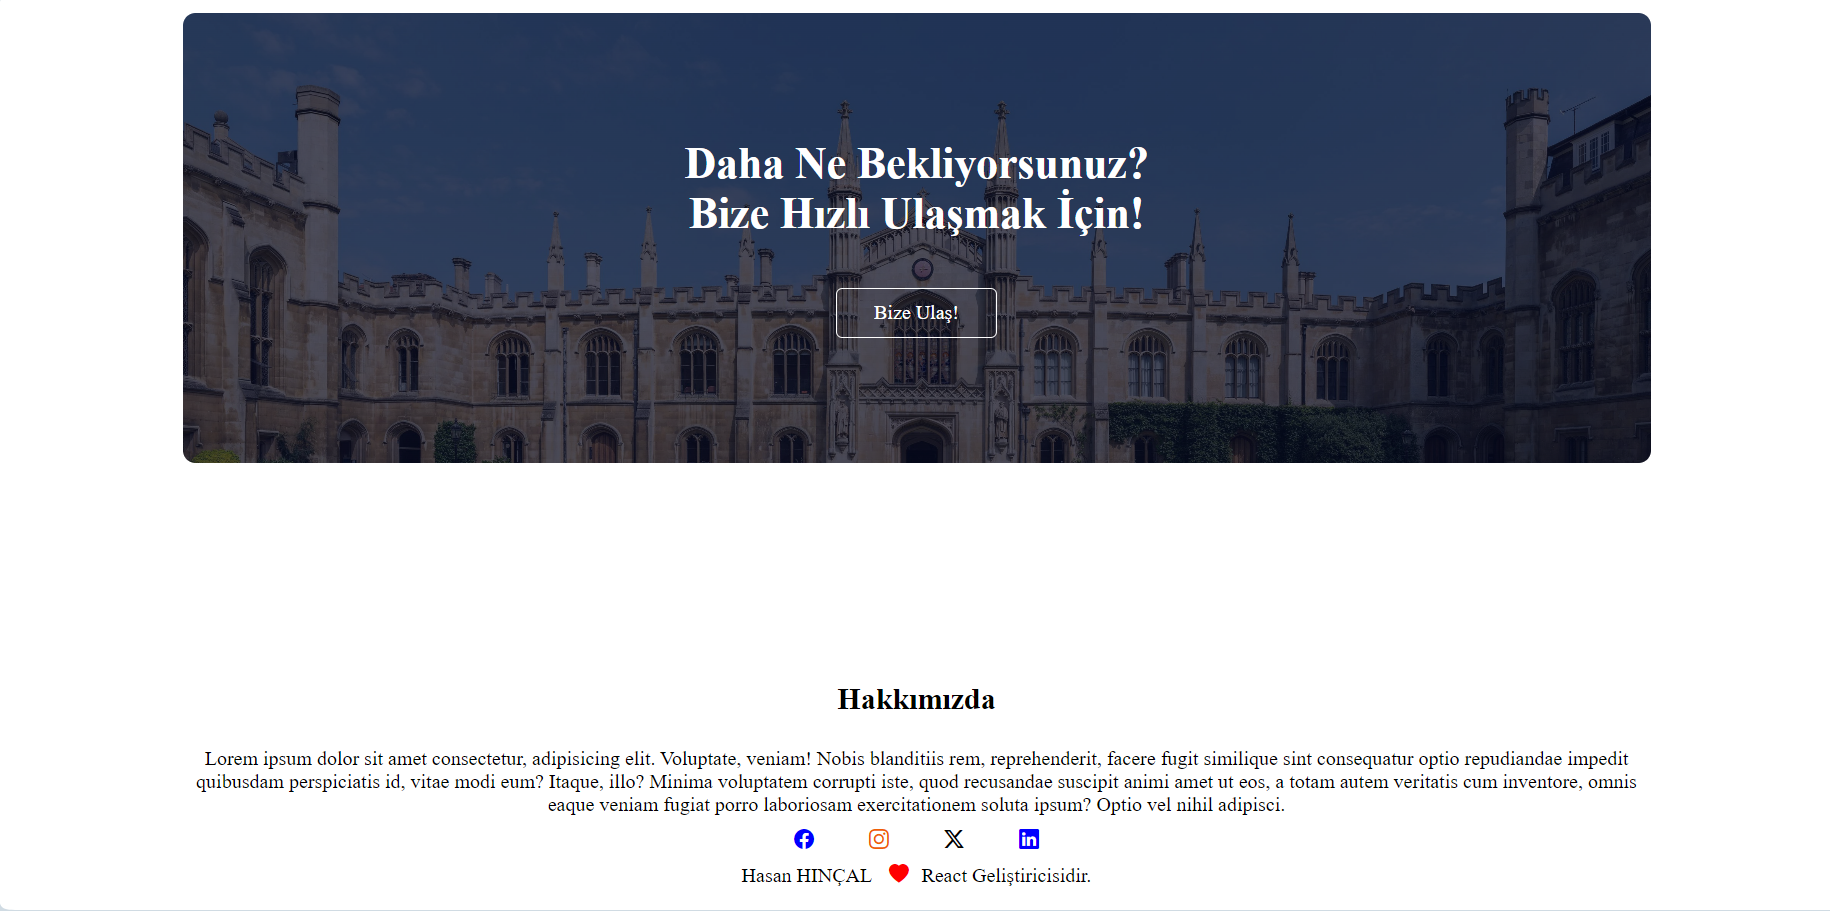 Daha Ne Bekliyorsunuz?
Bize Hızlı Ulaşmak İçin!
Bize Ulaş!
Hakkımızda
Lorem ipsum dolor sit amet consectetur, adipisicing elit. Voluptate, veniam! Nobis blanditiis rem, reprehenderit, facere fugit similique sint consequatur optio repudiandae impedit
quibusdam perspiciatis id, vitae modi eum? Itaque, illo? Minima voluptatem corrupti iste, quod recusandae suscipit animi amet ut eos, a totam autem veritatis cum inventore, omnis
eaque veniam fugiat porro laboriosam exercitationem soluta ipsum? Optio vel nihil adipisci.
Hasan HINÇAL React Geliştiricisidir.